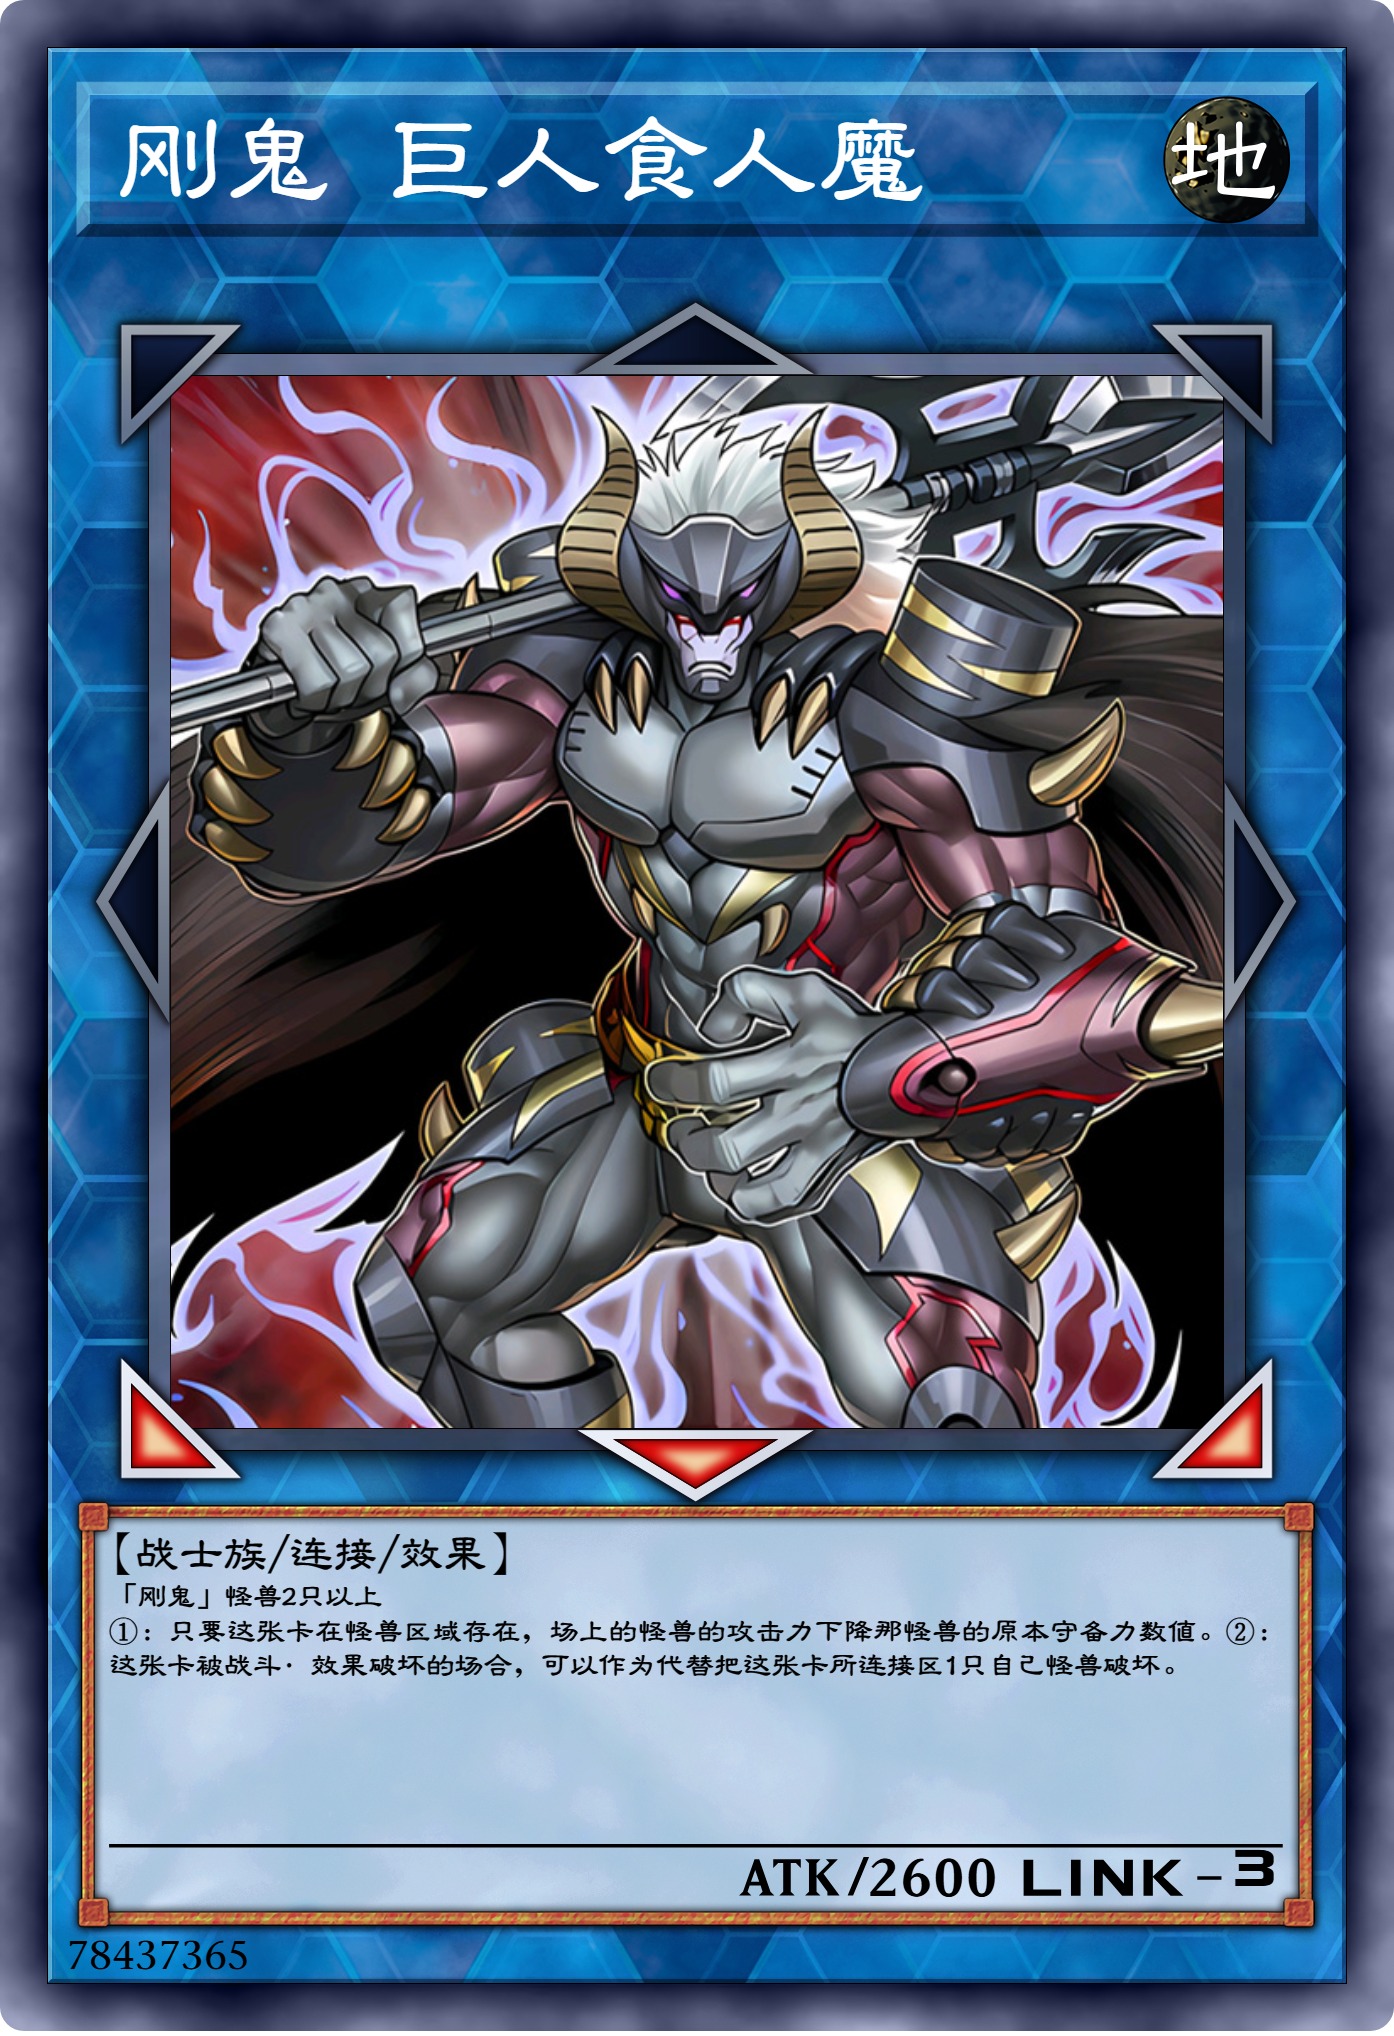 刚鬼 巨人食人魔
地
【战士族/连接/效果】
「刚鬼」怪兽2只以上
①：只要这张卡在怪兽区域存在，场上的怪兽的攻击力下降那怪兽的原本守备力数值。②：
这张卡被战斗·效果破坏的场合，可以作为代替把这张卡所连接区1只自己怪兽破坏。
ATK/2600 LINK-3
78437365